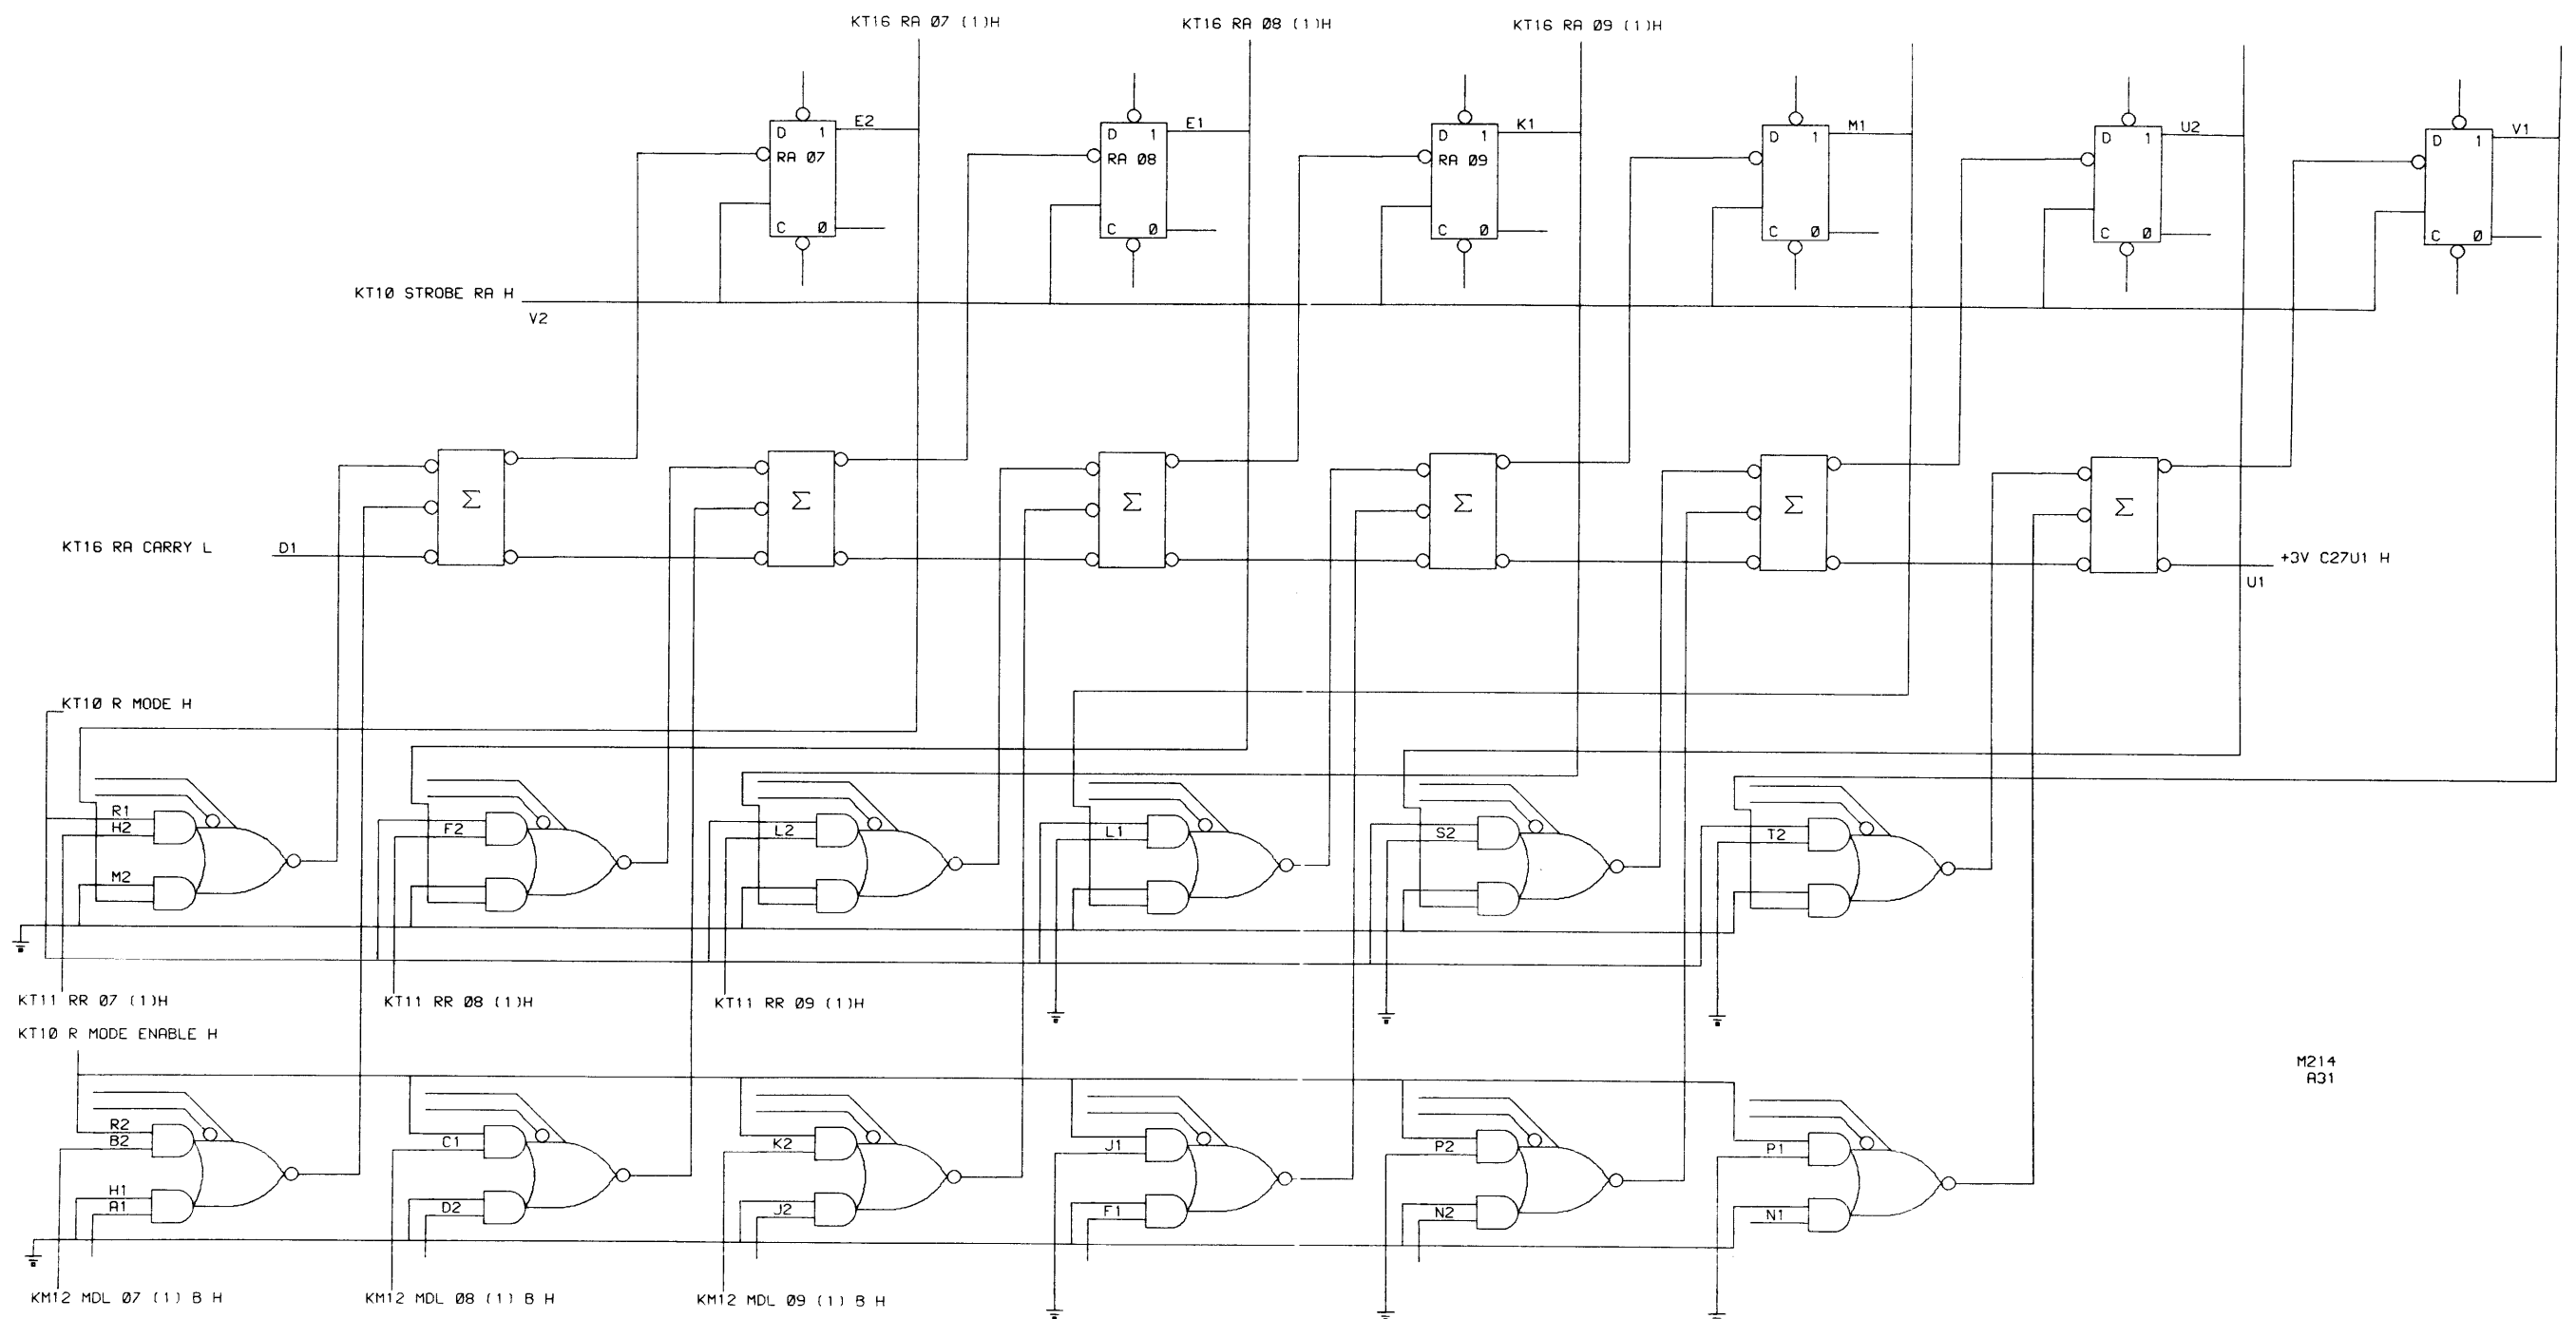 KT16 RA 07 (1)H
KT16 RA 08 (1)H
KT16 RA 09 (1)H
D 1 E2
RA 07
C 0
D 1 E1
RA 08
C 0
D 1 K1
RA 09
C 0
D 1 M1
C 0
D 1 U2
C 0
D 1 V1
C 0
KT10 STROBE RA H
V2
Σ
Σ
Σ
Σ
Σ
Σ
KT16 RA CARRY L
D1
+3V C27U1 H
U1
KT10 R MODE H
R1
H2
M2
F2
L2
L1
S2
T2
KT11 RR 07 (1)H
KT11 RR 08 (1)H
KT11 RR 09 (1)H
KT10 R MODE ENABLE H
M214
A31
R2
B2
H1
A1
C1
D2
K2
J2
J1
F1
P2
N2
P1
N1
KM12 MDL 07 (1) B H
KM12 MDL 08 (1) B H
KM12 MDL 09 (1) B H